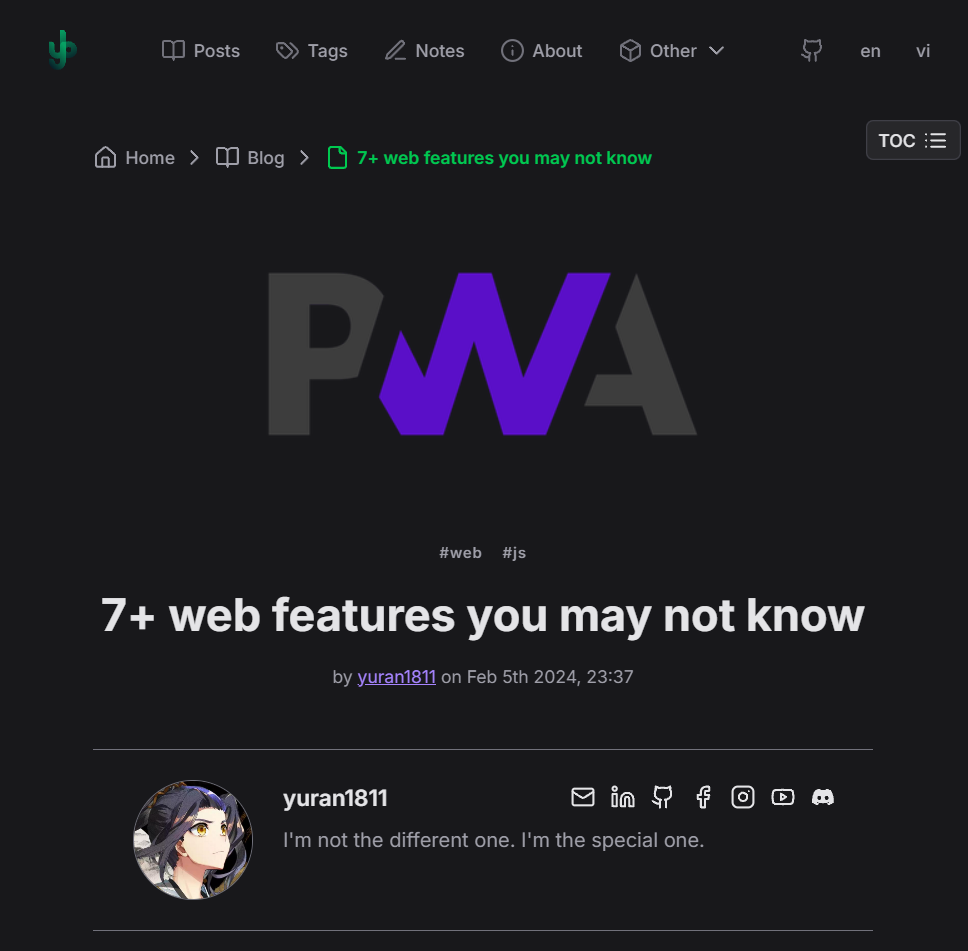 Posts Tags Notes About Other en vi
TOC
Home Blog 7+ web features you may not know
PWA
#web #js
7+ web features you may not know
by yuran1811 on Feb 5th 2024, 23:37
yuran1811
I'm not the different one. I'm the special one.